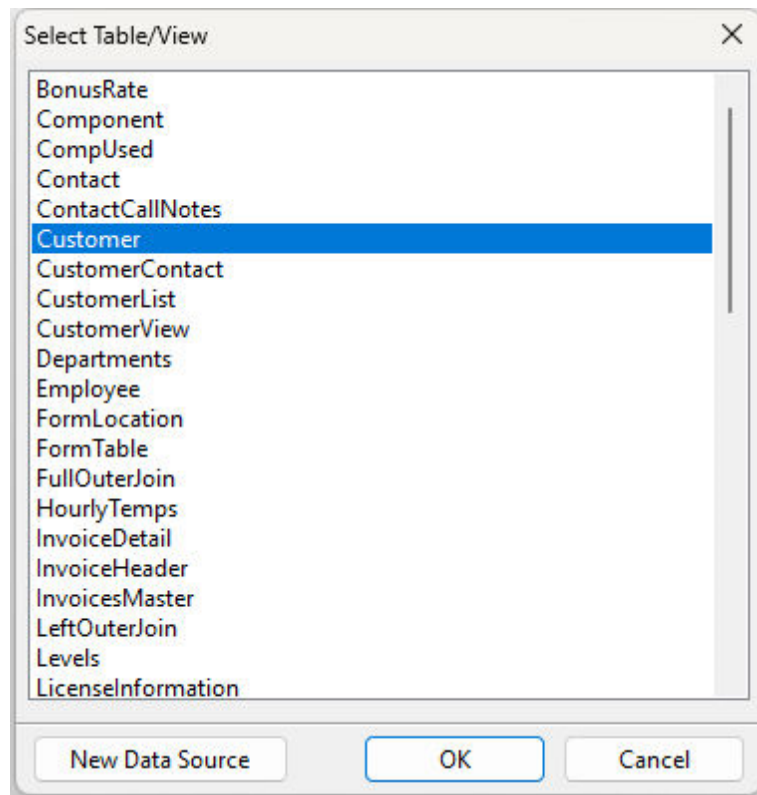 Select Table/View
BonusRate
Component
CompUsed
Contact
ContactCallNotes
Customer
CustomerContact
CustomerList
CustomerView
Departments
Employee
FormLocation
FormTable
FullOuterJoin
HourlyTemps
InvoiceDetail
InvoiceHeader
InvoicesMaster
LeftOuterJoin
Levels
LicenseInformation
New Data Source OK Cancel